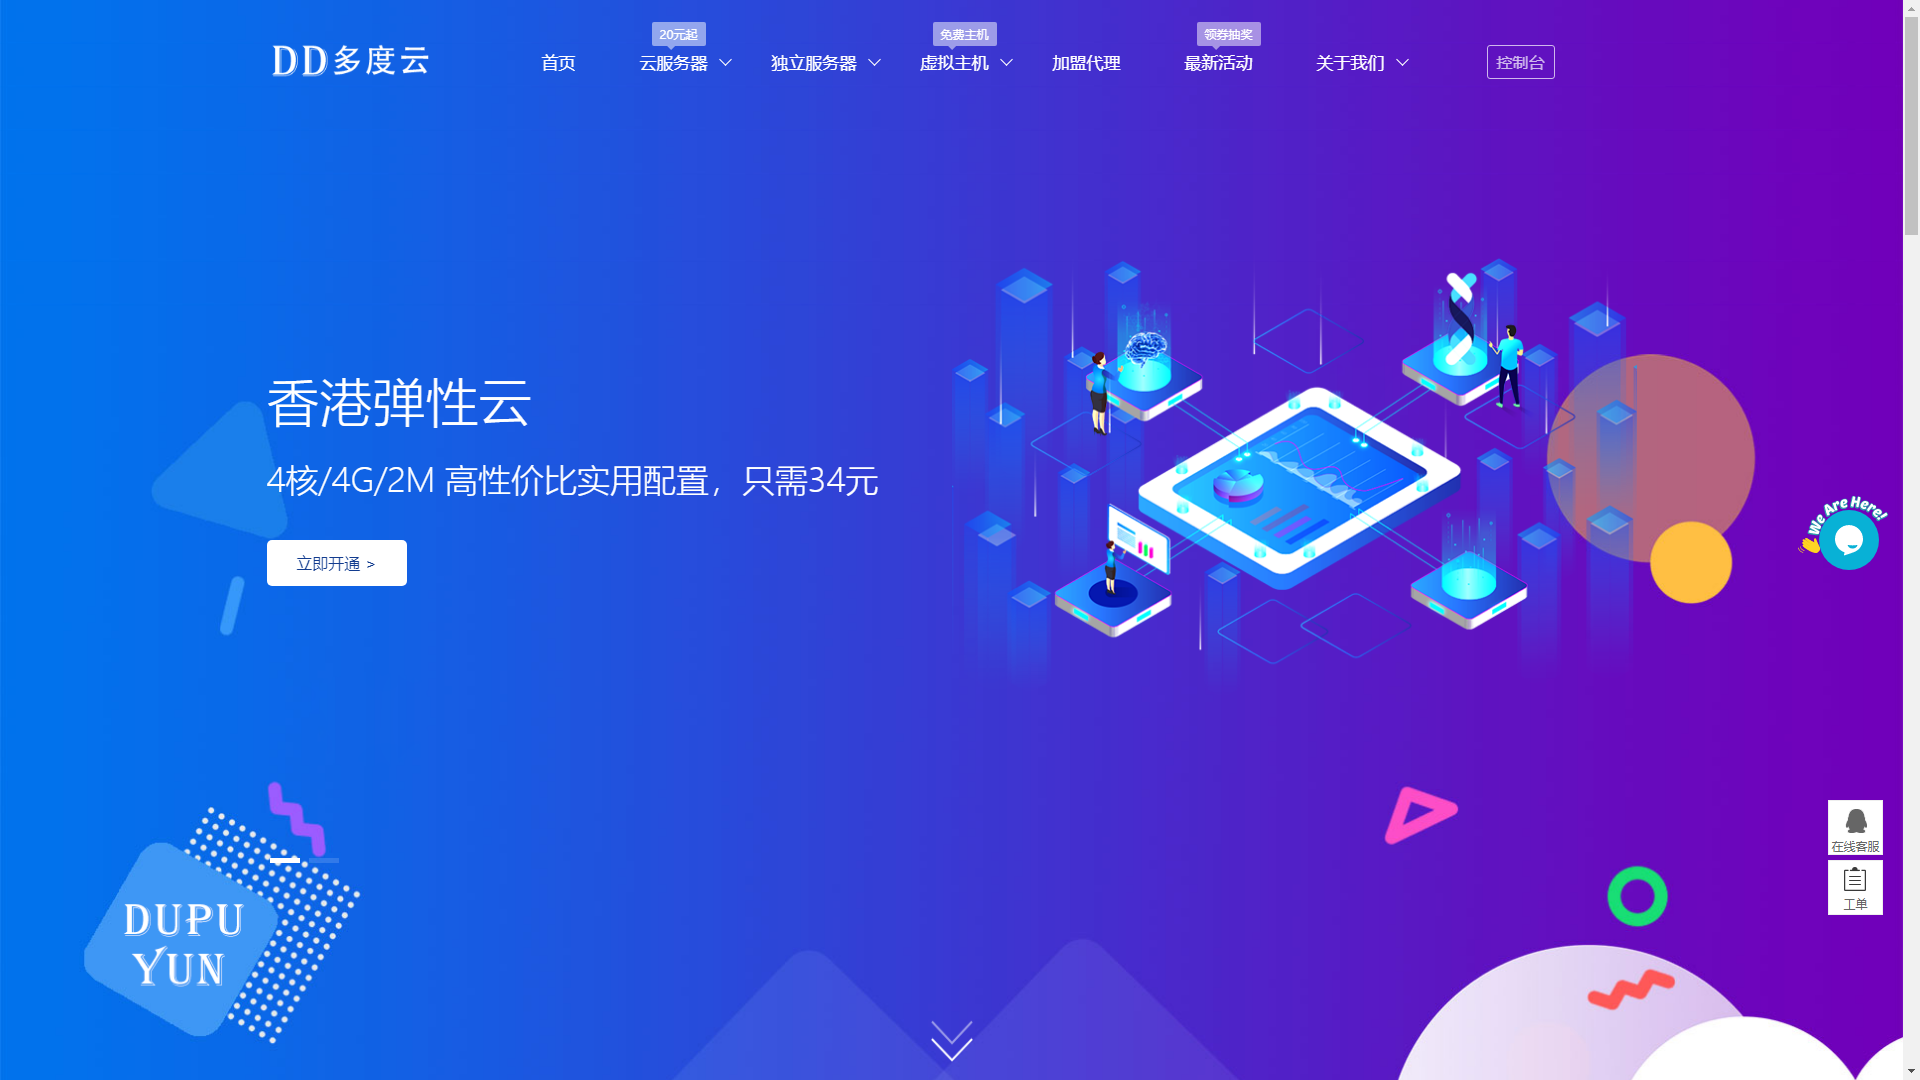 DD多度云
首页
20元起
云服务器
独立服务器
免费主机
虚拟主机
加盟代理
领券抽奖
最新活动
关于我们
控制台
香港弹性云
4核/4G/2M 高性价比实用配置，只需34元
立即开通 >
We Are Here!
在线客服
工单
DUPU
YUN